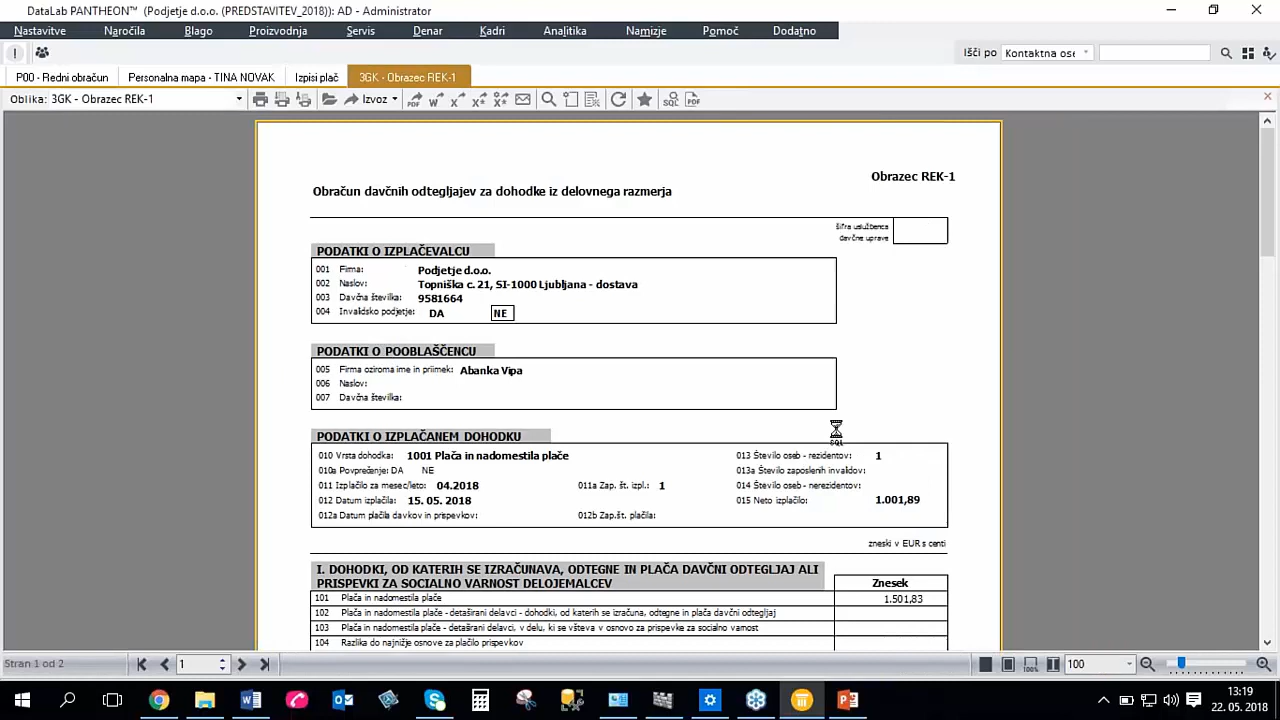 DataLab PANTHEON™ (Podjetje d.o.o. (PREDSTAVITEV_2018)): AD - Administrator
Nastavitve Naročila Blago Proizvodnja Servis Denar Kadri Analitika Namizje Pomoč Dodatno
Išči po Kontaktna ose
P00 - Redni obračun Personalna mapa - TINA NOVAK Izpisi plač 3GK - Obrazec REK-1
Oblika: 3GK - Obrazec REK-1 Izvoz SQL PDF
Obrazec REK-1
Obračun davčnih odtegljajev za dohodke iz delovnega razmerja
šifra uslužbenca
davčne uprave
PODATKI O IZPLAČEVALCU
001 Firma: Podjetje d.o.o.
002 Naslov: Topniška c. 21, SI-1000 Ljubljana - dostava
003 Davčna številka: 9581664
004 Invalidsko podjetje: DA NE
PODATKI O POOBLAŠČENCU
005 Firma oziroma ime in priimek: Abanka Vipa
006 Naslov:
007 Davčna številka:
SQL
PODATKI O IZPLAČANEM DOHODKU
010 Vrsta dohodka: 1001 Plača in nadomestila plače 013 Število oseb - rezidentov: 1
010a Povprečenje: DA NE 013a Število zaposlenih invalidov:
011 Izplačilo za mesec/leto: 04.2018 011a Zap. št. izpl.: 1 014 Število oseb - nerezidentov:
012 Datum izplačila: 15. 05. 2018 015 Neto izplačilo: 1.001,89
012a Datum plačila davkov in prispevkov: 012b Zap.št. plačila:
zneski v EUR s centi
I. DOHODKI, OD KATERIH SE IZRAČUNAVA, ODTEGNE IN PLAČA DAVČNI ODTEGLJAJ ALI
PRISPEVKI ZA SOCIALNO VARNOST DELOJEMALCEV Znesek
101 Plača in nadomestila plače 1.501,83
102 Plača in nadomestila plače - detaširani delavci - dohodki, od katerih se izračuna, odtegne in plača davčni odtegljaj
103 Plača in nadomestila plače - detaširani delavci, v delu, ki se všteva v osnovo za prispevke za socialno varnost
104 Razlika do najnižje osnove za plačilo prispevkov
Stran 1 od 2 1 100% 100
13:19
22. 05. 2018